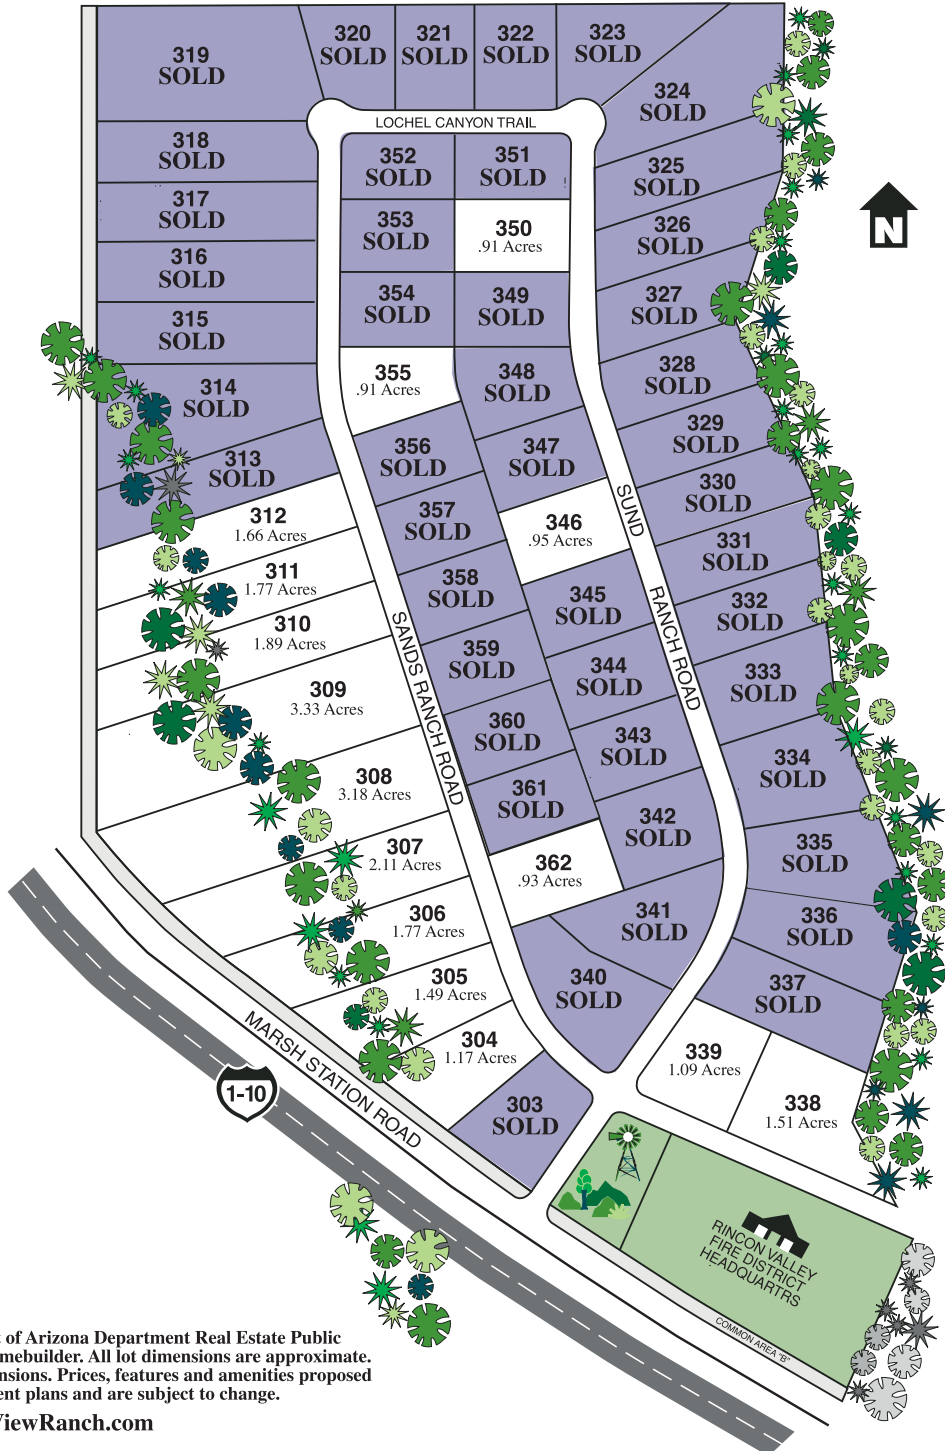 319
SOLD
320
SOLD
321
SOLD
322
SOLD
323
SOLD
324
SOLD
LOCHEL CANYON TRAIL
318
SOLD
352
SOLD
351
SOLD
325
SOLD
317
SOLD
353
SOLD
350
.91 Acres
326
SOLD
N
316
SOLD
354
SOLD
349
SOLD
327
SOLD
315
SOLD
355
.91 Acres
348
SOLD
328
SOLD
314
SOLD
356
SOLD
347
SOLD
329
SOLD
313
SOLD
357
SOLD
346
.95 Acres
330
SOLD
312
1.66 Acres
SUND
RANCH ROAD
331
SOLD
311
1.77 Acres
358
SOLD
345
SOLD
332
SOLD
310
1.89 Acres
SANDS RANCH ROAD
359
SOLD
344
SOLD
333
SOLD
309
3.33 Acres
360
SOLD
343
SOLD
334
SOLD
308
3.18 Acres
361
SOLD
342
SOLD
335
SOLD
307
2.11 Acres
362
.93 Acres
306
1.77 Acres
341
SOLD
336
SOLD
305
1.49 Acres
340
SOLD
337
SOLD
304
1.17 Acres
339
1.09 Acres
338
1.51 Acres
MARSH STATION ROAD
1-10
303
SOLD
RINCON VALLEY
FIRE DISTRICT
HEADQUARTRS
COMMON AREA "B"
of Arizona Department Real Estate Public
mebuilder. All lot dimensions are approximate.
nsions. Prices, features and amenities proposed
ent plans and are subject to change.
ViewRanch.com